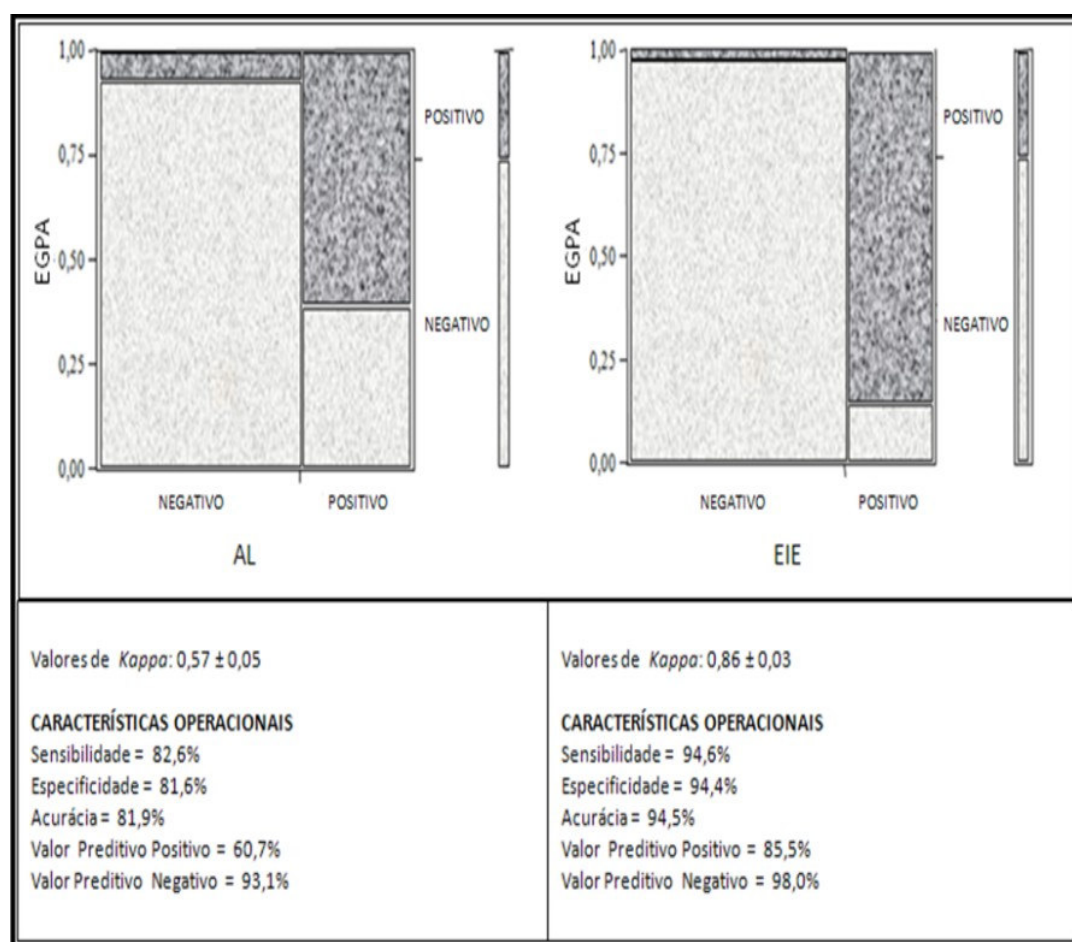 1,00
0,75
0,50
0,25
0,00
EGPA
POSITIVO
NEGATIVO
NEGATIVO POSITIVO
AL
1,00
0,75
0,50
0,25
0,00
EGPA
POSITIVO
NEGATIVO
NEGATIVO POSITIVO
EIE
Valores de Kappa: 0,57 ± 0,05
CARACTERÍSTICAS OPERACIONAIS
Sensibilidade = 82,6%
Especificidade = 81,6%
Acurácia = 81,9%
Valor Preditivo Positivo = 60,7%
Valor Preditivo Negativo = 93,1%
Valores de Kappa: 0,86 ± 0,03
CARACTERÍSTICAS OPERACIONAIS
Sensibilidade = 94,6%
Especificidade = 94,4%
Acurácia = 94,5%
Valor Preditivo Positivo = 85,5%
Valor Preditivo Negativo = 98,0%